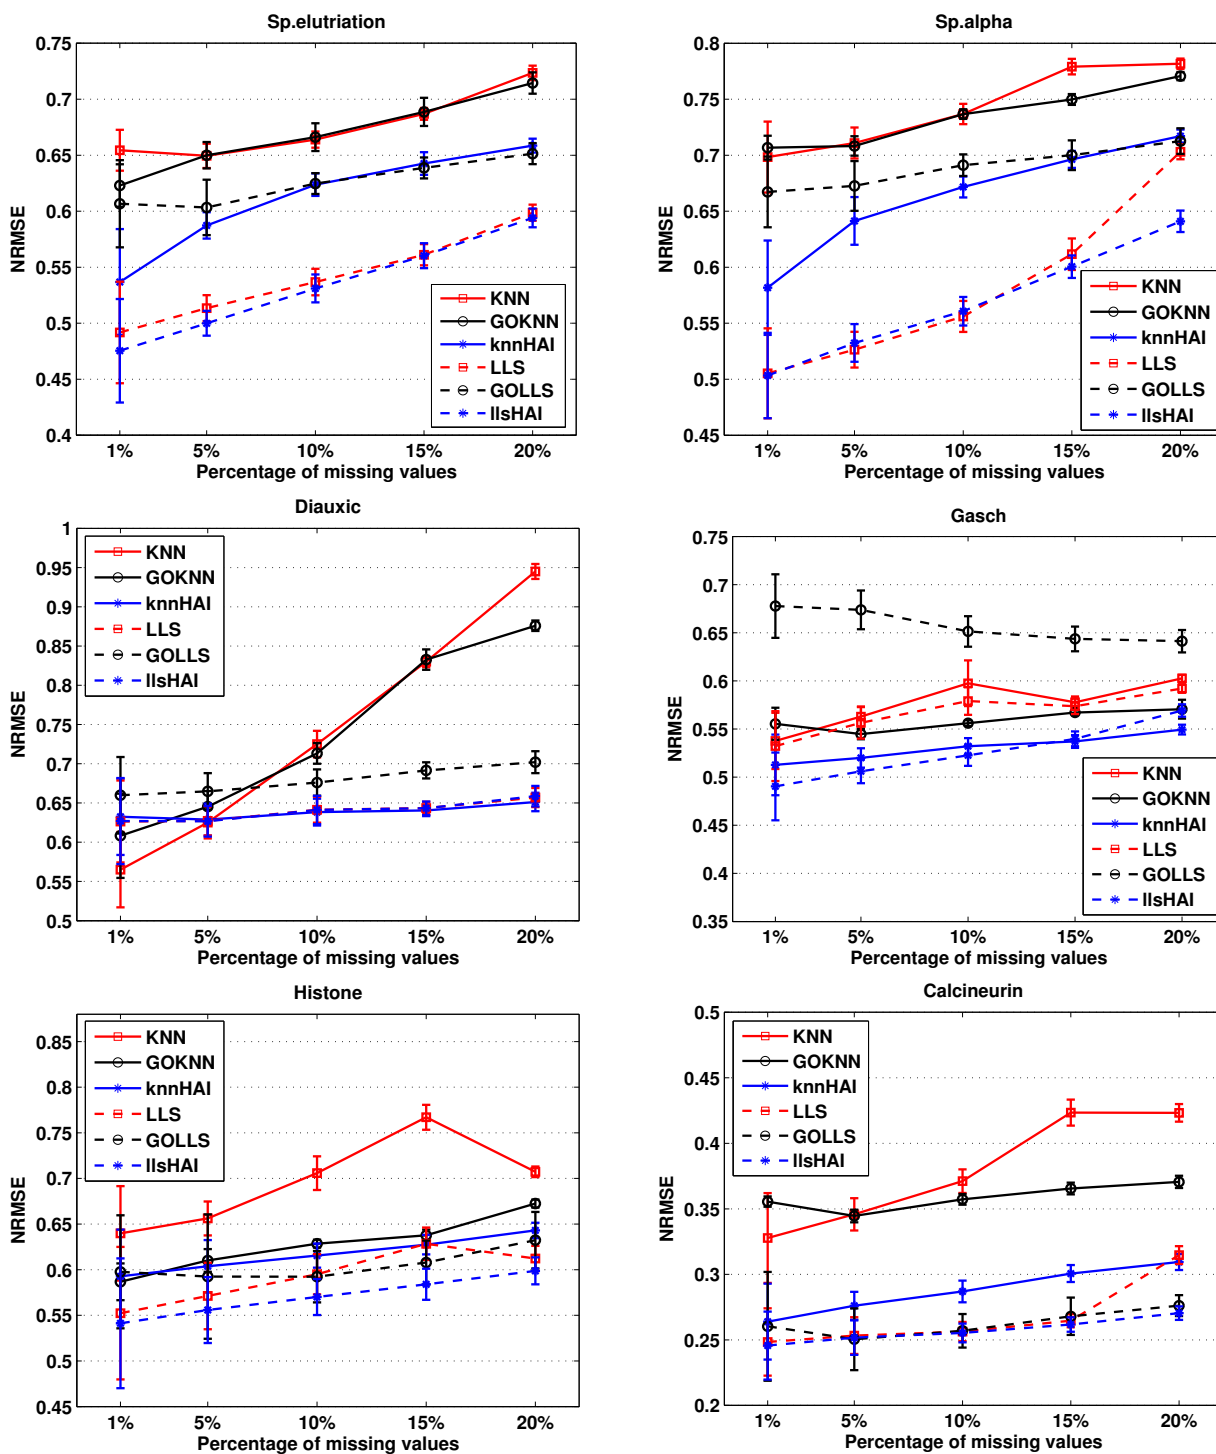 Sp.elutriation
0.75
0.7
0.65
0.6
0.55
0.5
0.45
0.4
NRMSE
1% 5% 10% 15% 20%
Percentage of missing values
KNN
GOKNN
knnHAI
LLS
GOLLS
llsHAI
Sp.alpha
0.8
0.75
0.7
0.65
0.6
0.55
0.5
0.45
NRMSE
1% 5% 10% 15% 20%
Percentage of missing values
KNN
GOKNN
knnHAI
LLS
GOLLS
llsHAI
Diauxic
1
0.95
0.9
0.85
0.8
0.75
0.7
0.65
0.6
0.55
0.5
NRMSE
1% 5% 10% 15% 20%
Percentage of missing values
KNN
GOKNN
knnHAI
LLS
GOLLS
llsHAI
Gasch
0.75
0.7
0.65
0.6
0.55
0.5
0.45
0.4
0.35
NRMSE
1% 5% 10% 15% 20%
Percentage of missing values
KNN
GOKNN
knnHAI
LLS
GOLLS
llsHAI
Histone
0.85
0.8
0.75
0.7
0.65
0.6
0.55
0.5
0.45
NRMSE
1% 5% 10% 15% 20%
Percentage of missing values
KNN
GOKNN
knnHAI
LLS
GOLLS
llsHAI
Calcineurin
0.5
0.45
0.4
0.35
0.3
0.25
0.2
NRMSE
1% 5% 10% 15% 20%
Percentage of missing values
KNN
GOKNN
knnHAI
LLS
GOLLS
llsHAI